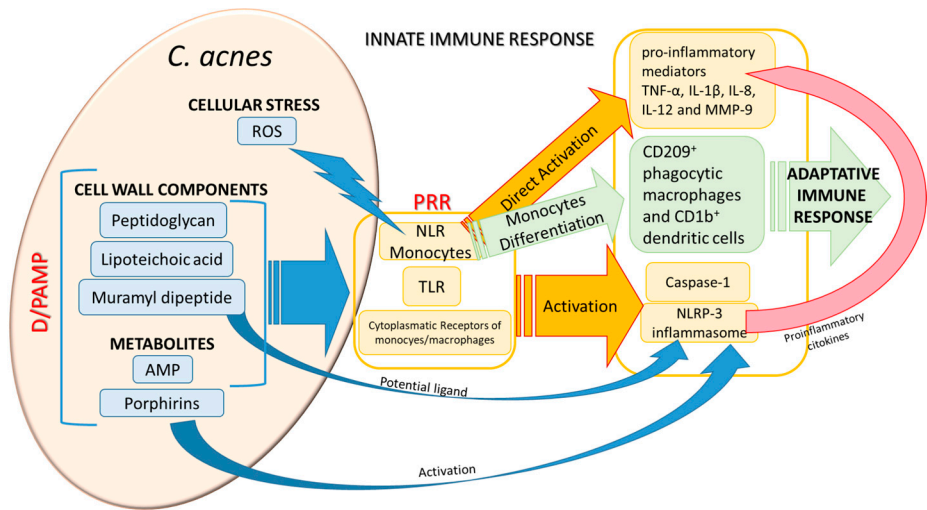 INNATE IMMUNE RESPONSE
C. acnes
CELLULAR STRESS
ROS
D/PAMP
CELL WALL COMPONENTS
Peptidoglycan
Lipoteichoic acid
Muramyl dipeptide
METABOLITES
AMP
Porphirins
PRR
NLR
Monocytes
TLR
Cytoplasmatic Receptors of
monocyes/macrophages
Direct Activation
Monocytes
Differentiation
Activation
Potential ligand
Activation
pro-inflammatory
mediators
TNF-α, IL-1β, IL-8,
IL-12 and MMP-9
CD209⁺
phagocytic
macrophages
and CD1b⁺
dendritic cells
Caspase-1
NLRP-3
inflammasome
ADAPTATIVE
IMMUNE
RESPONSE
Proinflammatory
citokines